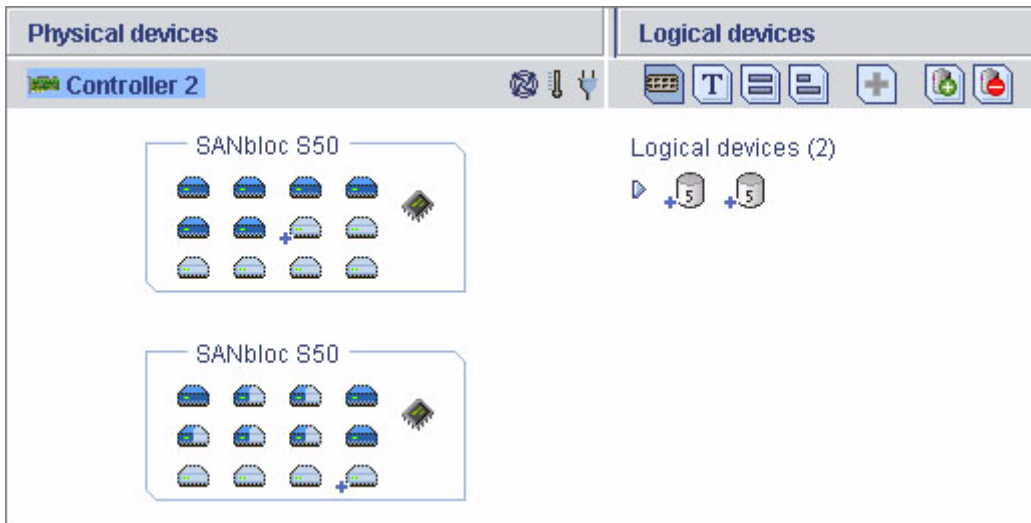 Physical devices
Logical devices
Controller 2
T
SANbloc S50
Logical devices (2)
5 5
SANbloc S50